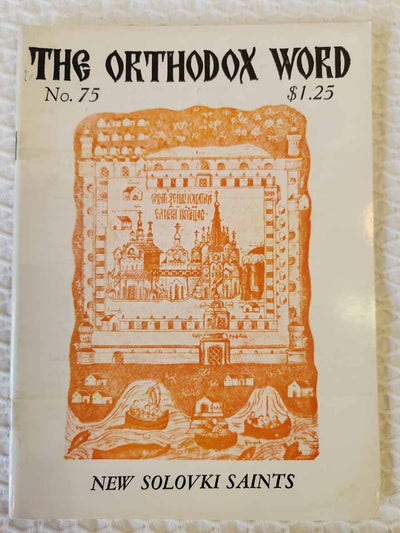 THE ORTHODOX WORD
No. 75
$1.25
NEW SOLOVKI SAINTS